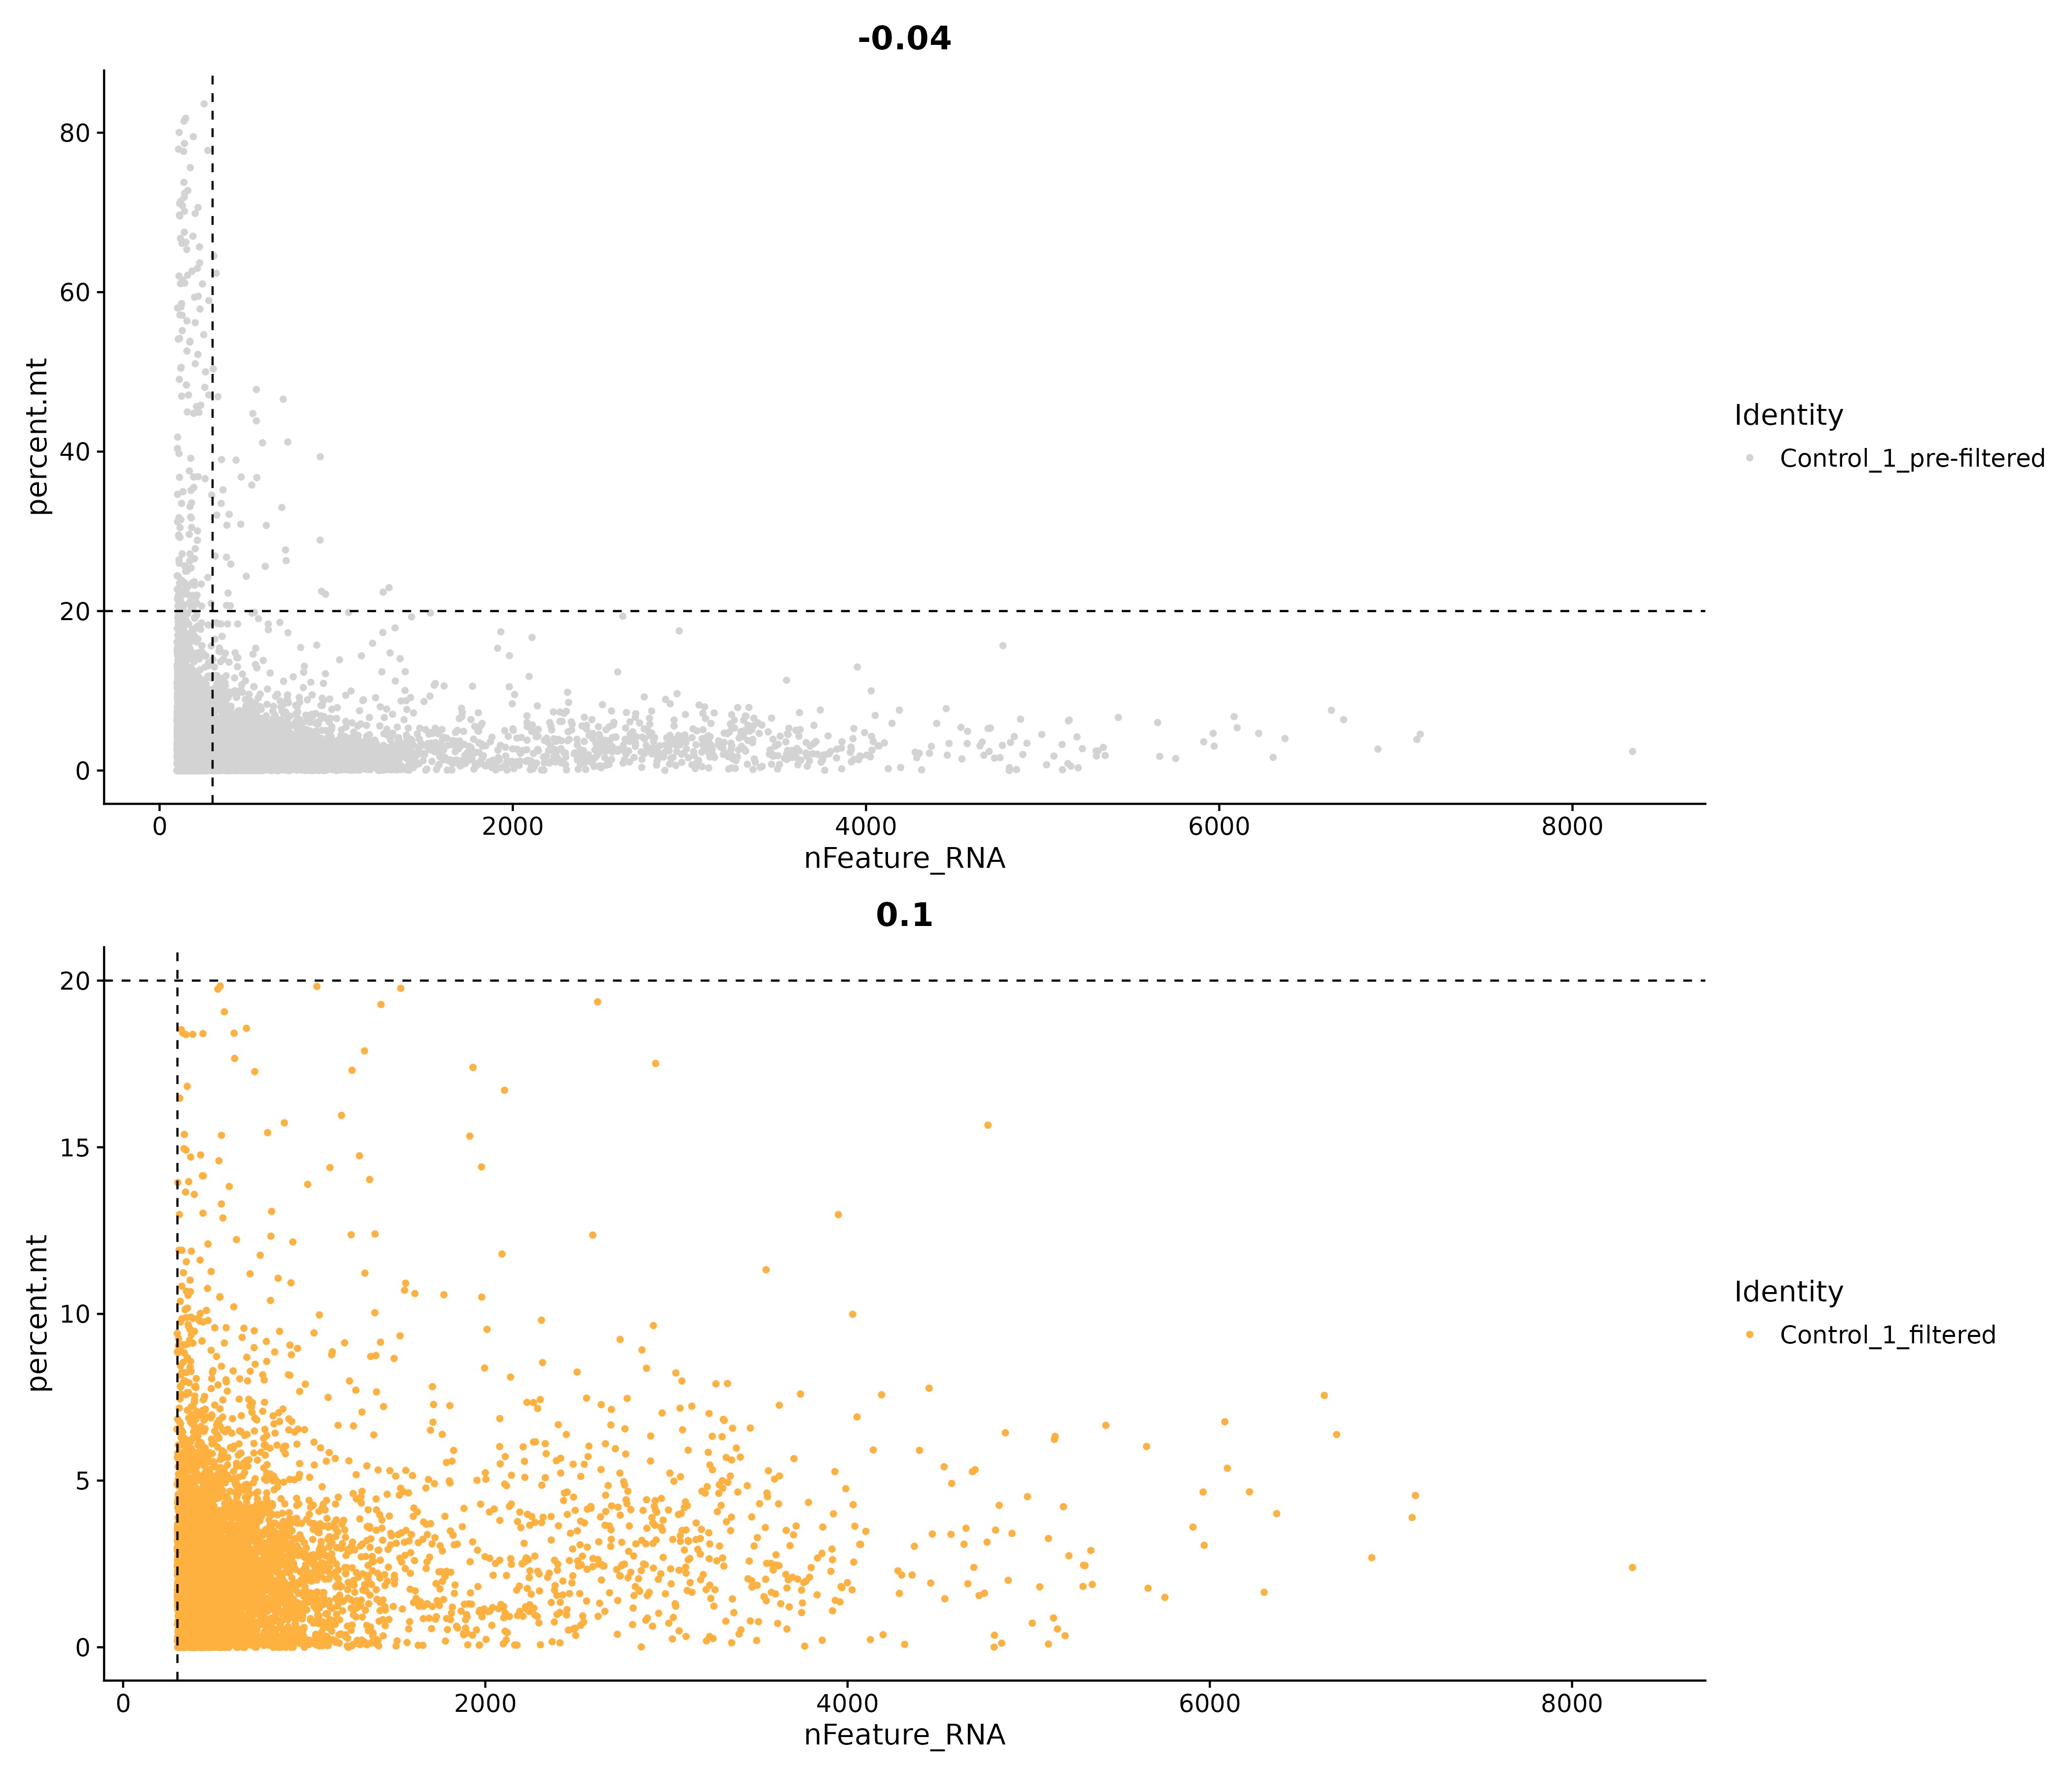 -0.04
percent.mt
80
60
40
20
0
0 2000 4000 6000 8000
nFeature_RNA
Identity
Control_1_pre-filtered
0.1
percent.mt
20
15
10
5
0
0 2000 4000 6000 8000
nFeature_RNA
Identity
Control_1_filtered